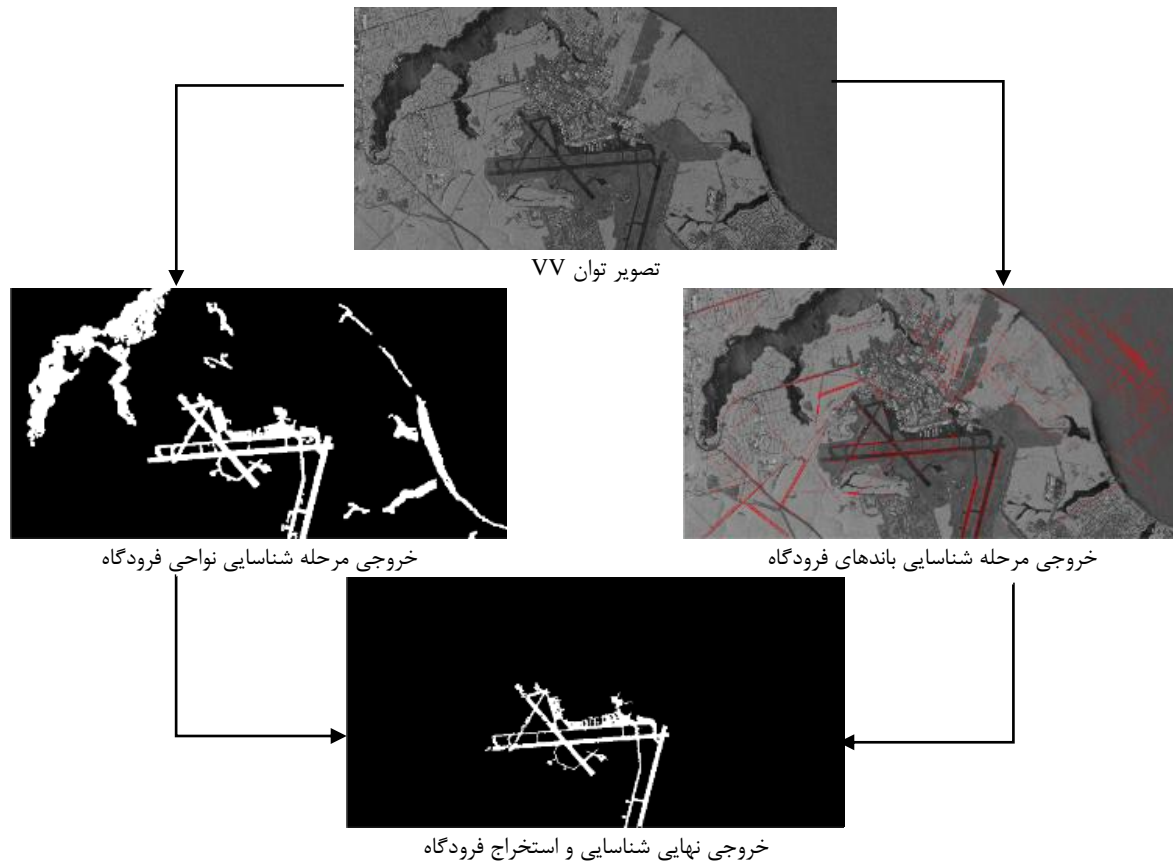 تصویر توان VV
خروجی مرحله شناسایی باندهای فرودگاه
خروجی مرحله شناسایی نواحی فرودگاه
خروجی نهایی شناسایی و استخراج فرودگاه